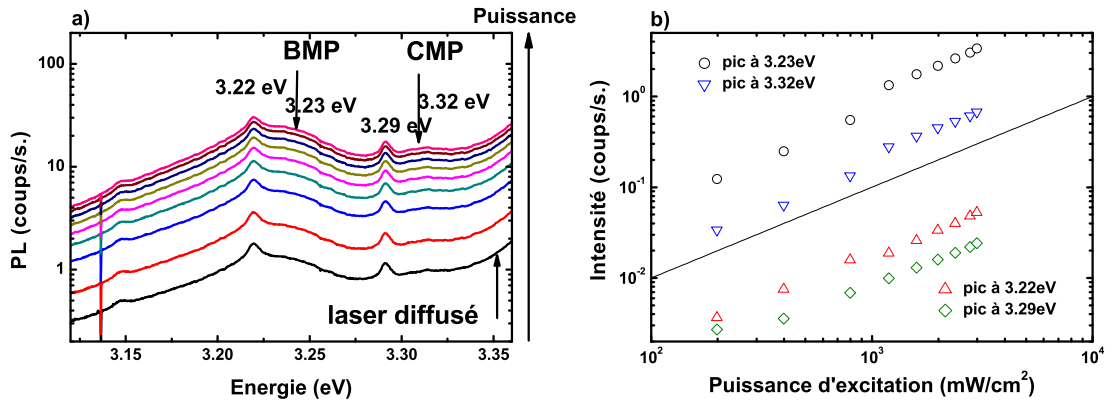 a)
Puissance
BMP
CMP
3.22 eV
3.23 eV
3.29 eV
3.32 eV
laser diffusé
PL (coups/s.)
100
10
1
3.15
3.20
3.25
3.30
3.35
Energie (eV)
b)
pic à 3.23eV
pic à 3.32eV
pic à 3.22eV
pic à 3.29eV
Intensité (coups/s.)
10^0
10^-1
10^-2
10^2
10^3
10^4
Puissance d'excitation (mW/cm^2)